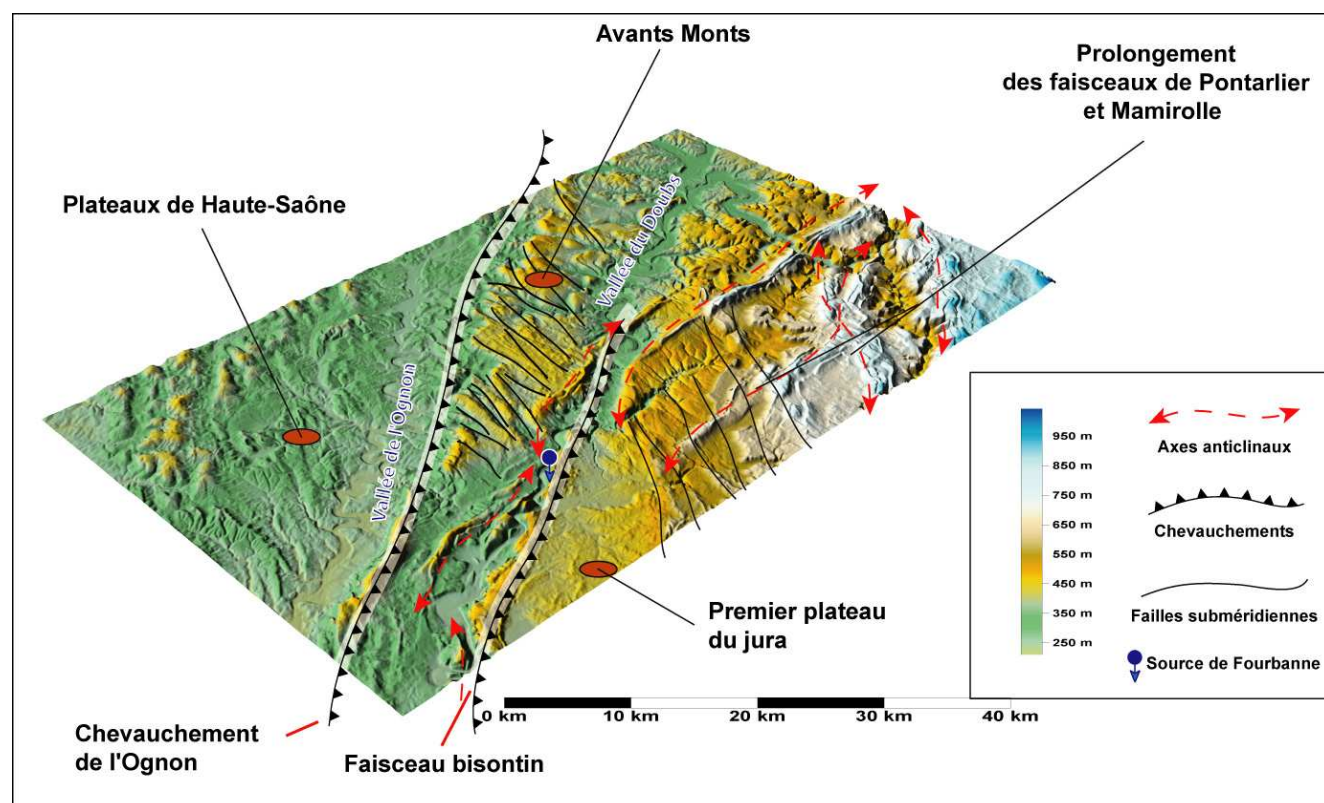 Avants Monts
Prolongement
des faisceaux de Pontarlier
et Mamirolle
Plateaux de Haute-Saône
Vallée du Doubs
Vallée de l'Ognon
950 m
850 m
750 m
650 m
550 m
450 m
350 m
250 m
Axes anticlinaux
Chevauchements
Failles subméridiennes
Source de Fourbanne
Premier plateau
du jura
0 km
10 km
20 km
30 km
40 km
Chevauchement
de l'Ognon
Faisceau bisontin